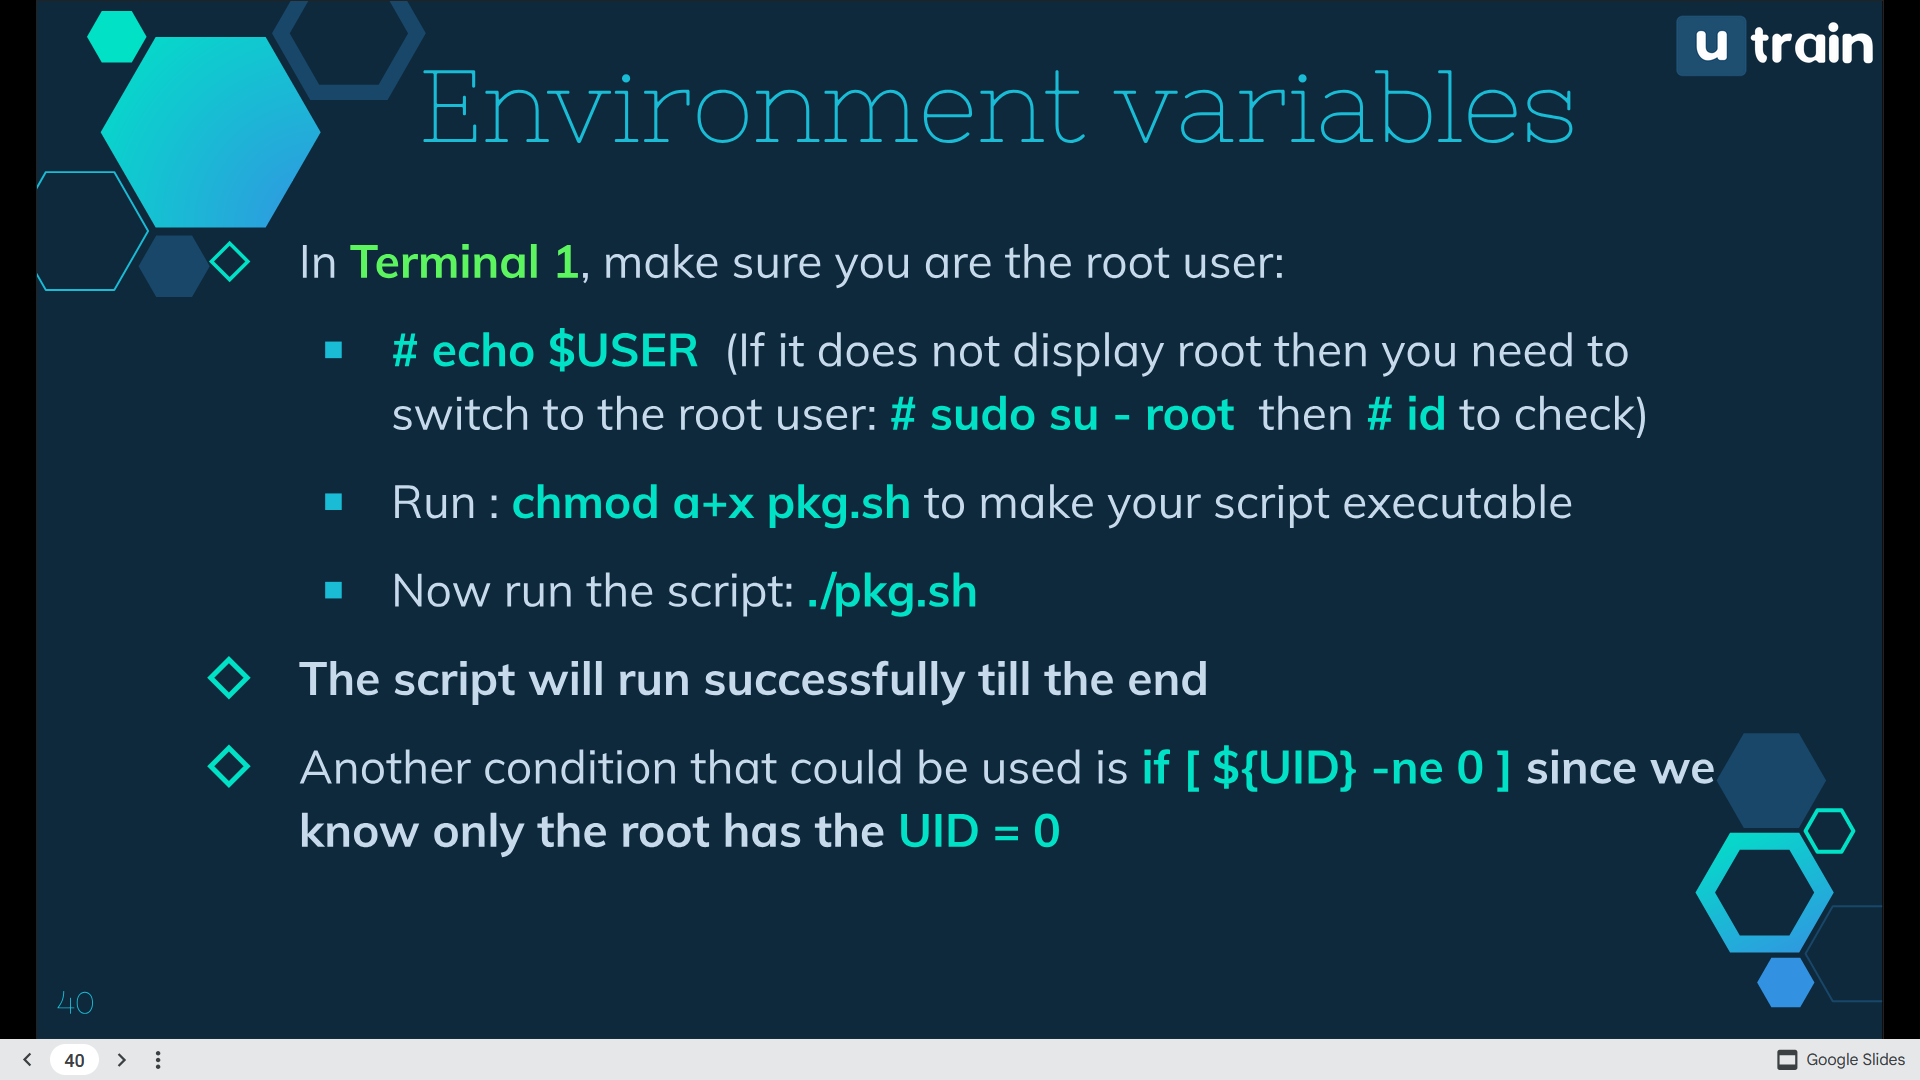 u train
Environment variables
In Terminal 1, make sure you are the root user:
# echo $USER (If it does not display root then you need to
switch to the root user: # sudo su - root then # id to check)
Run : chmod a+x pkg.sh to make your script executable
Now run the script: ./pkg.sh
The script will run successfully till the end
Another condition that could be used is if [ ${UID} -ne 0 ] since we
know only the root has the UID = 0
40
40
Google Slides